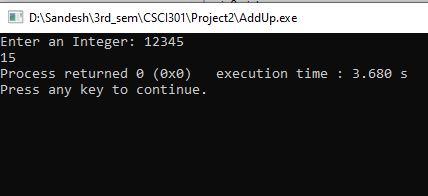 D:\Sandesh\3rd_sem\CSCI301\Project2\AddUp.exe
Enter an Integer: 12345
15
Process returned 0 (0x0)   execution time : 3.680 s
Press any key to continue.